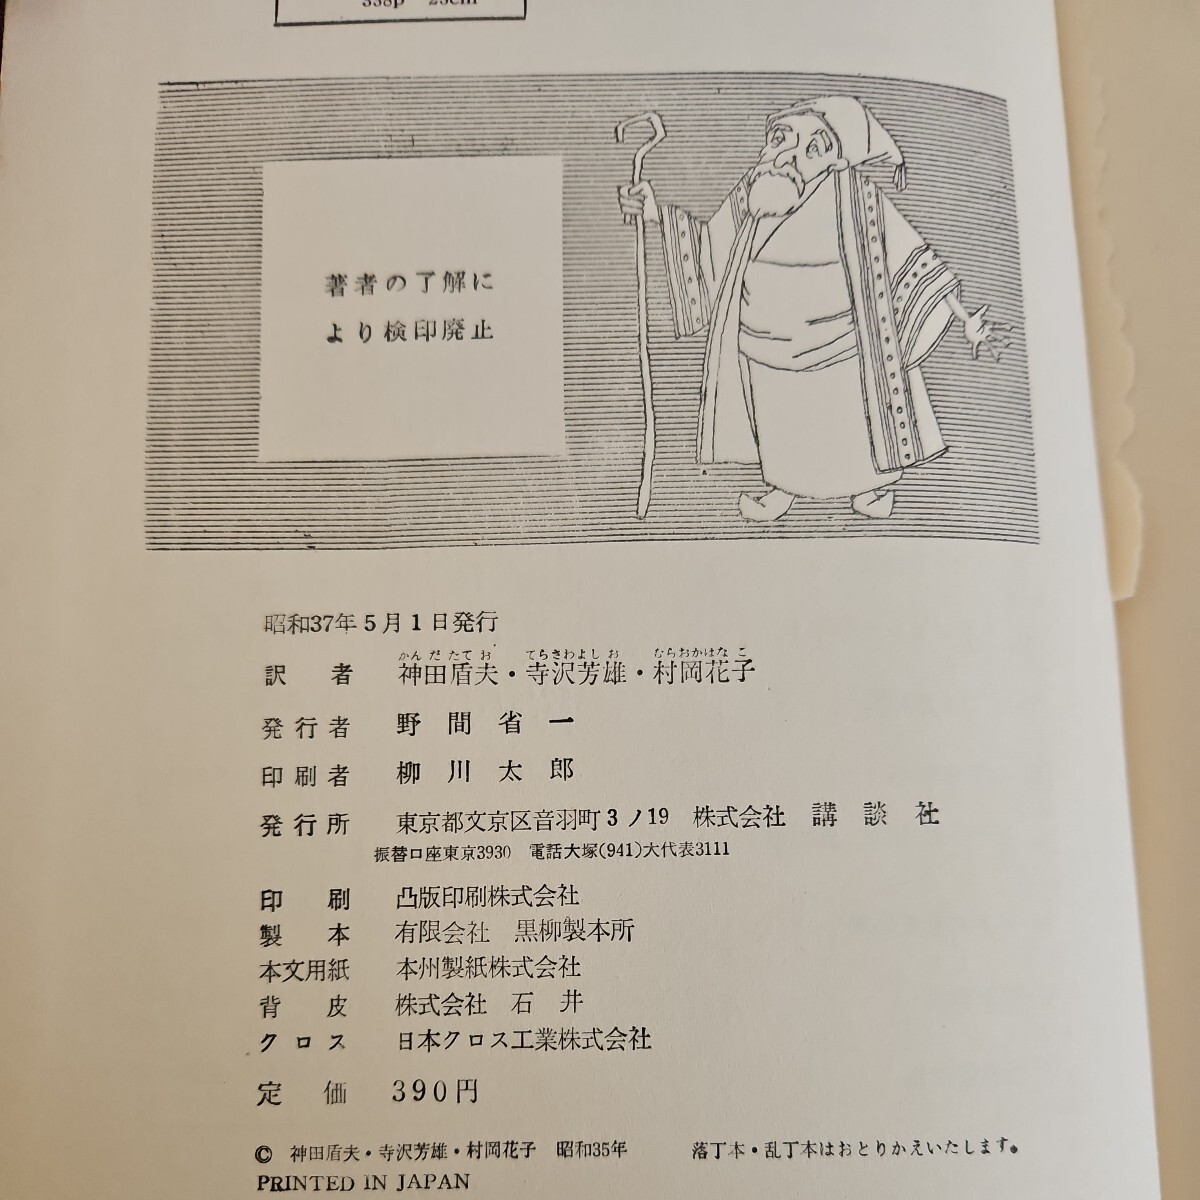 338p 23cm
著者の了解に
より検印廃止
昭和37年5月1日発行
かんだたてお てらさわよしお むらおかはなこ
訳者 神田盾夫・寺沢芳雄・村岡花子
発行者 野間省一
印刷者 柳川太郎
発行所 東京都文京区音羽町3ノ19 株式会社 講談社
振替口座東京3930 電話大塚(941)大代表3111
印刷 凸版印刷株式会社
製本 有限会社 黒柳製本所
本文用紙 本州製紙株式会社
背皮 株式会社 石井
クロス 日本クロス工業株式会社
定価 390円
© 神田盾夫・寺沢芳雄・村岡花子 昭和35年 落丁本・乱丁本はおとりかえいたします。
PRINTED IN JAPAN